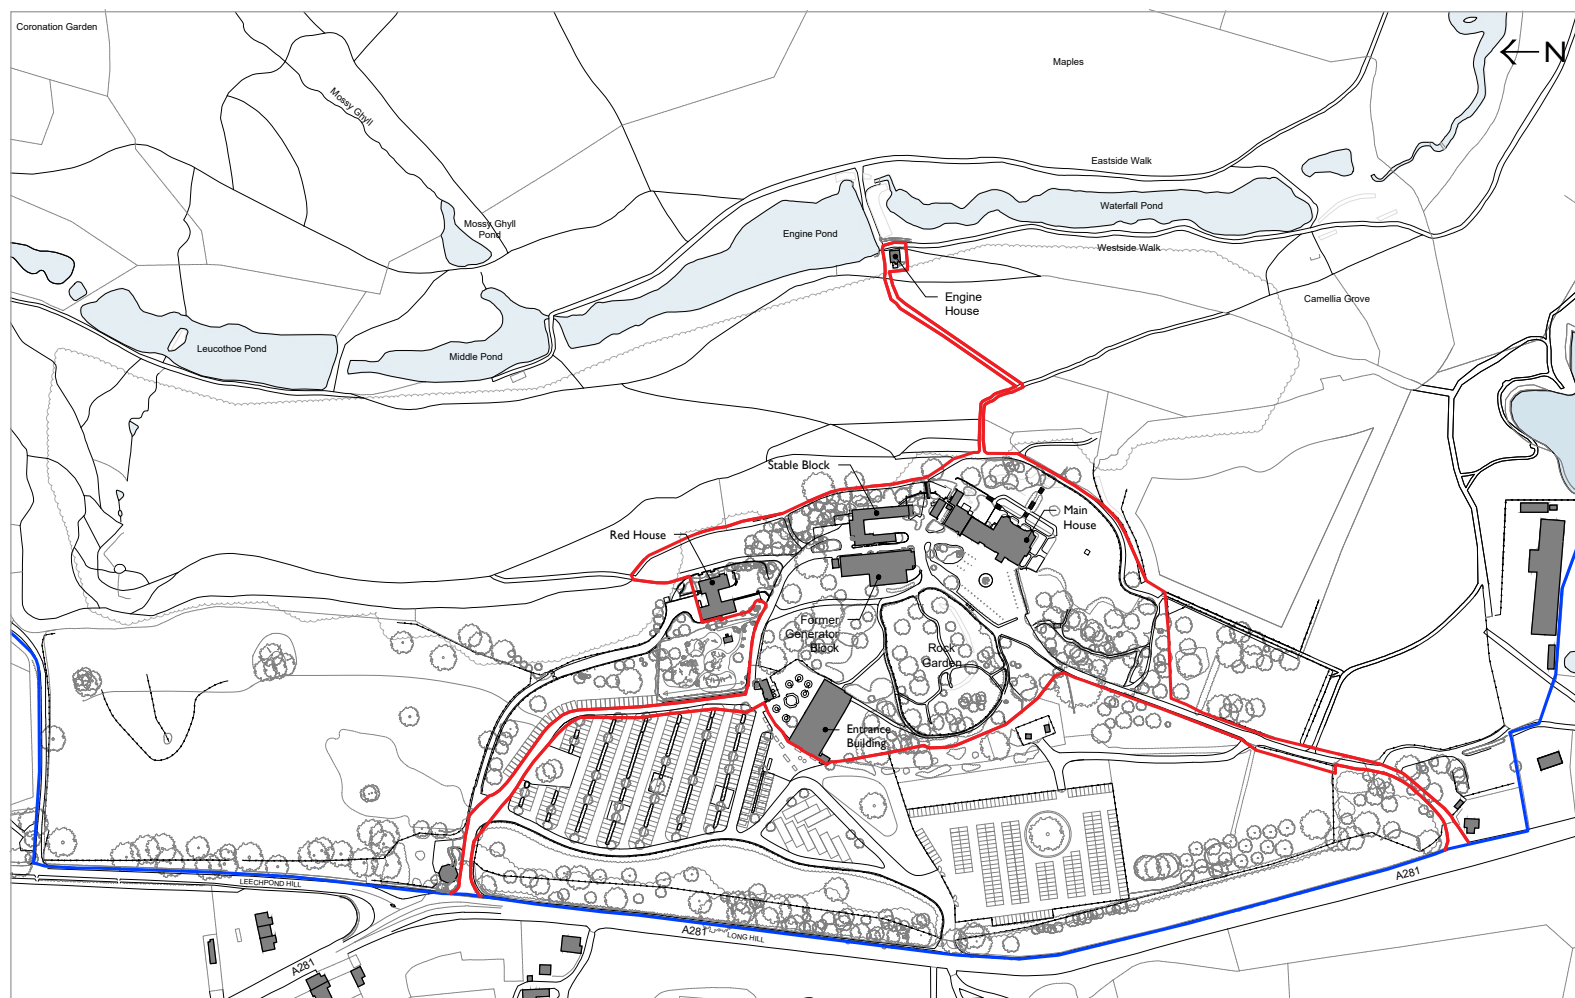 Coronation Garden
N
Maples
Mossy Ghyll
Eastside Walk
Waterfall Pond
Mossy Ghyll
Pond
Engine Pond
Westside Walk
Engine
House
Camellia Grove
Leucothoe Pond
Middle Pond
Stable Block
Main
House
Red House
Former
Generator
Block
Rock
Garden
Entrance
Building
LEECHPOND HILL
A281
A281
LONG HILL
A281